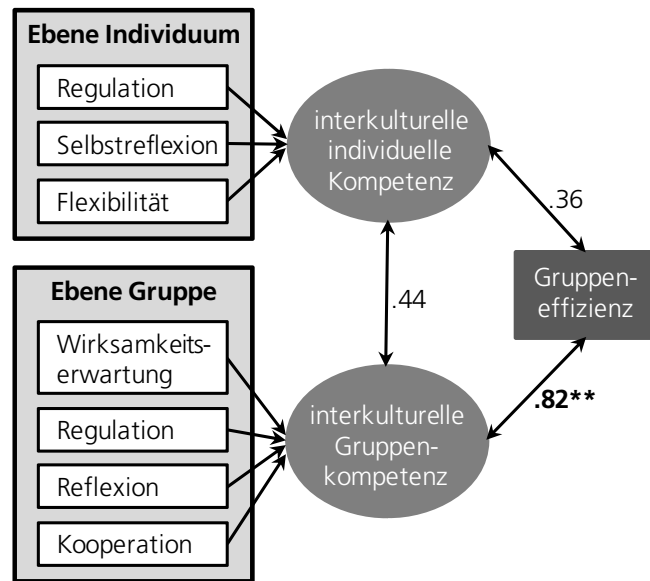 Ebene Individuum
Regulation
Selbstreflexion
Flexibilität
interkulturelle
individuelle
Kompetenz
.36
.44
Gruppen-
effizienz
Ebene Gruppe
Wirksamkeits-
erwartung
Regulation
Reflexion
Kooperation
interkulturelle
Gruppen-
kompetenz
.82**